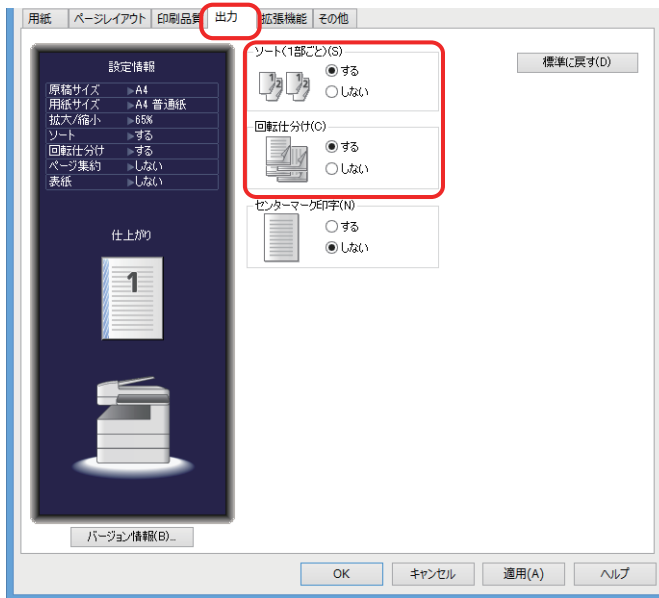 用紙 ページレイアウト 印刷品質 出力 拡張機能 その他
設定情報
原稿サイズ ▶A4
用紙サイズ ▶A4 普通紙
拡大/縮小 ▶65%
ソート ▶する
回転仕分け ▶する
ページ集約 ▶しない
表紙 ▶しない
仕上がり
1
バージョン情報(B)...
ソート(1部ごと)(S)
1 2 1 2
する
しない
回転仕分け(C)
する
しない
センターマーク印字(N)
する
しない
標準に戻す(D)
OK キャンセル 適用(A) ヘルプ